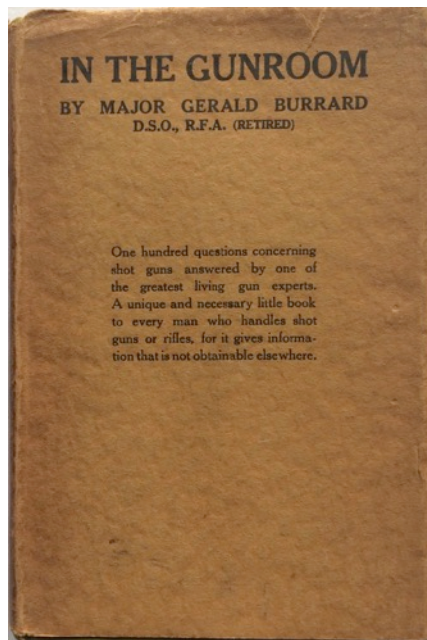 IN THE GUNROOM
BY MAJOR GERALD BURRARD
D.S.O., R.F.A. (RETIRED)
One hundred questions concerning
shot guns answered by one of
the greatest living gun experts.
A unique and necessary little book
to every man who handles shot
guns or rifles, for it gives informa-
tion that is not obtainable elsewhere.